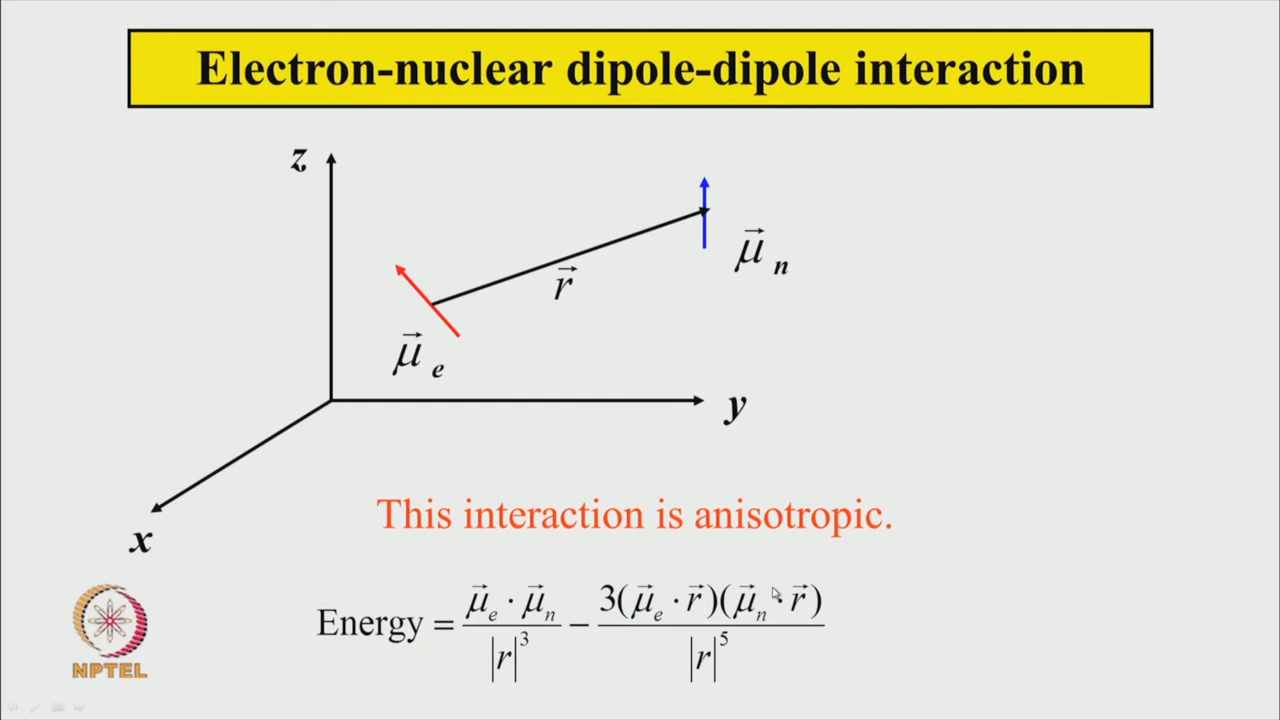 Electron-nuclear dipole-dipole interaction
z
μ⃗ n
r⃗
μ⃗ e
y
This interaction is anisotropic.
x
Energy = μ⃗e · μ⃗n / |r|³ − 3(μ⃗e · r⃗)(μ⃗n · r⃗) / |r|⁵
NPTEL